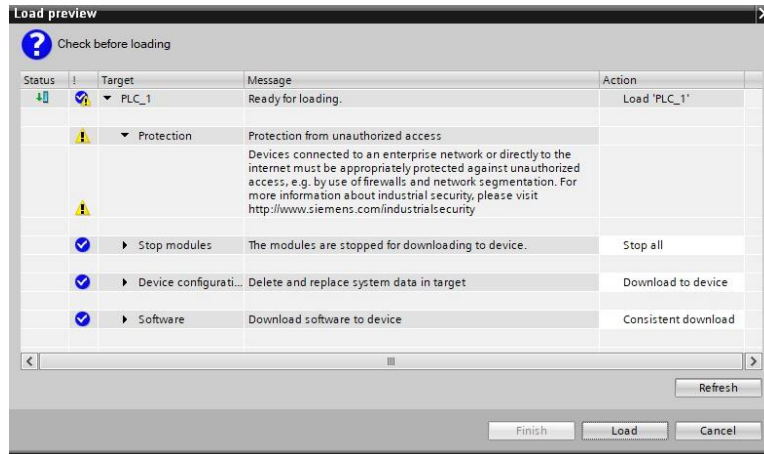 Load preview
Check before loading
Status ! Target Message Action
PLC_1 Ready for loading. Load 'PLC_1'
Protection Protection from unauthorized access
Devices connected to an enterprise network or directly to the
internet must be appropriately protected against unauthorized
access, e.g. by use of firewalls and network segmentation. For
more information about industrial security, please visit
http://www.siemens.com/industrialsecurity
Stop modules The modules are stopped for downloading to device. Stop all
Device configurati... Delete and replace system data in target Download to device
Software Download software to device Consistent download
Refresh
Finish Load Cancel